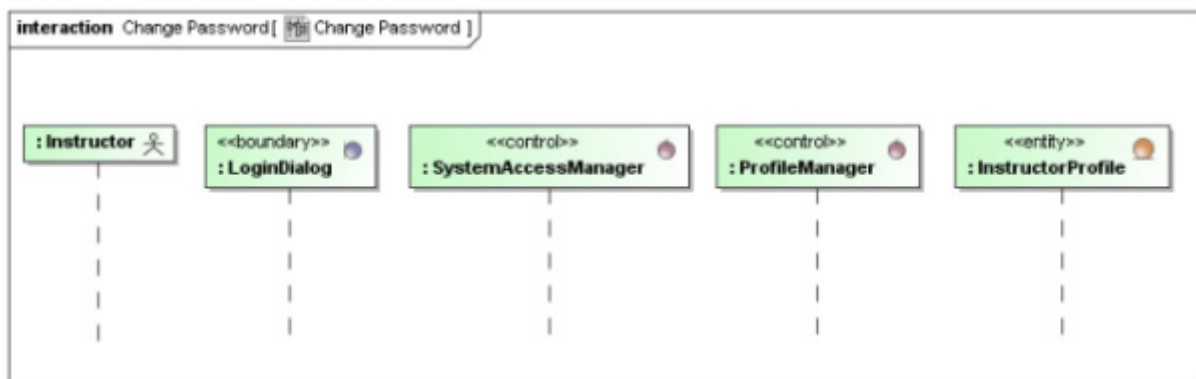 interaction Change Password[ Change Password ]
: Instructor
<<boundary>>
: LoginDialog
<<control>>
: SystemAccessManager
<<control>>
: ProfileManager
<<entity>>
: InstructorProfile